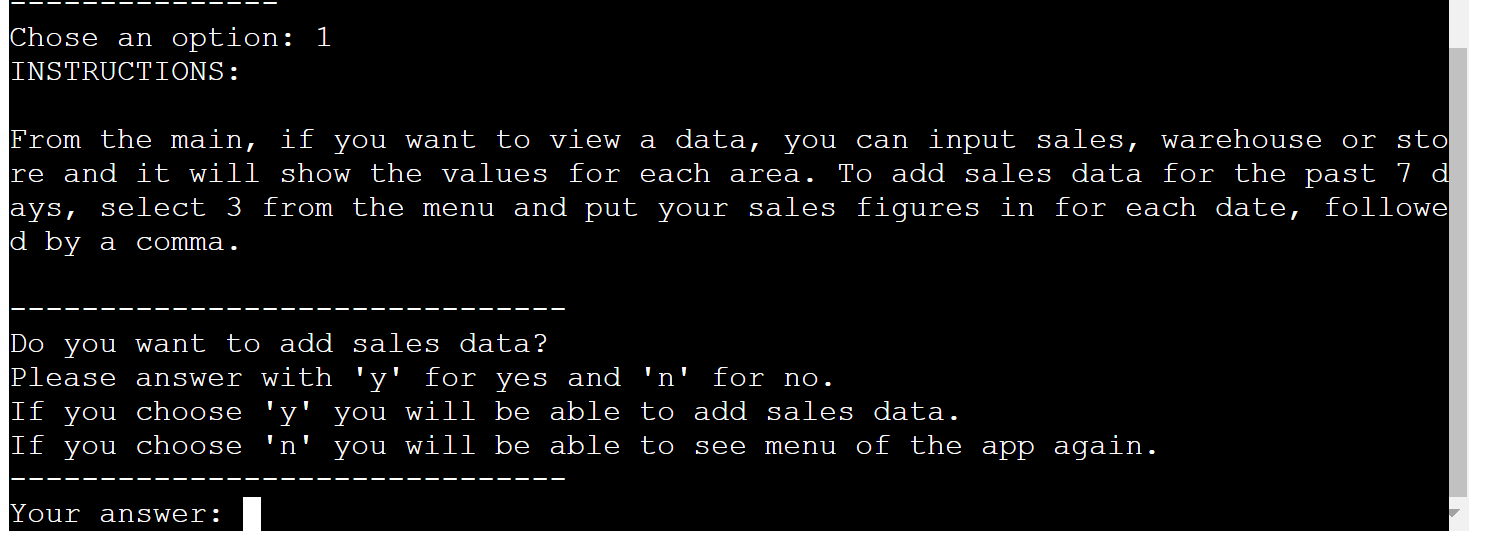 ---------------
Chose an option: 1
INSTRUCTIONS:
From the main, if you want to view a data, you can input sales, warehouse or sto
re and it will show the values for each area. To add sales data for the past 7 d
ays, select 3 from the menu and put your sales figures in for each date, followe
d by a comma.
-------------------------------
Do you want to add sales data?
Please answer with 'y' for yes and 'n' for no.
If you choose 'y' you will be able to add sales data.
If you choose 'n' you will be able to see menu of the app again.
-------------------------------
Your answer: